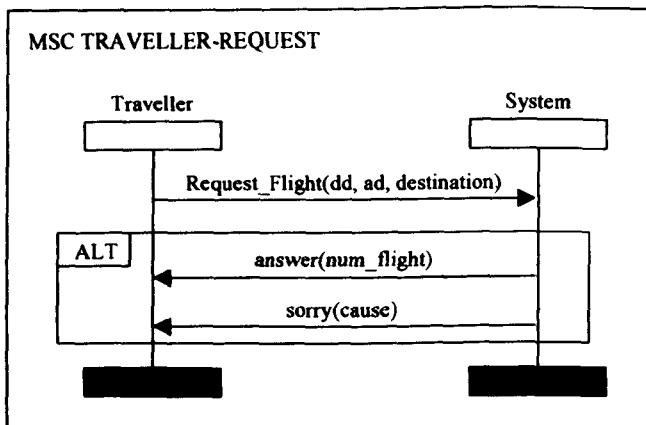 MSC TRAVELLER-REQUEST
Traveller
System
Request_Flight(dd, ad, destination)
ALT
answer(num_flight)
sorry(cause)